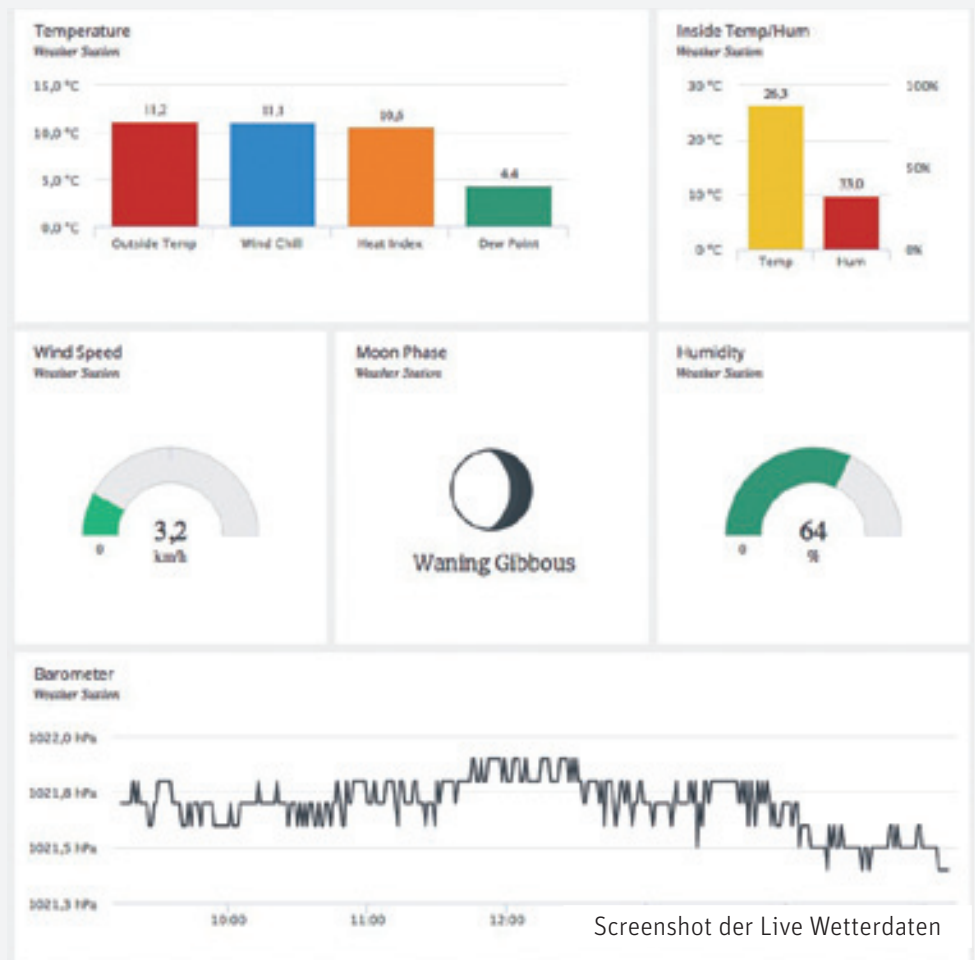 Temperature
Weather Station
15,0 °C
10,0 °C
5,0 °C
0,0 °C
11,2
11,1
10,6
4,4
Outside Temp
Wind Chill
Heat Index
Dew Point
Inside Temp/Hum
Weather Station
30 °C
20 °C
10 °C
0 °C
100%
50%
0%
26,3
33,0
Temp
Hum
Wind Speed
Weather Station
0
3,2
km/h
Moon Phase
Weather Station
Waning Gibbous
Humidity
Weather Station
0
64
%
Barometer
Weather Station
1022,0 hPa
1021,8 hPa
1021,5 hPa
1021,3 hPa
10:00
11:00
12:00
Screenshot der Live Wetterdaten